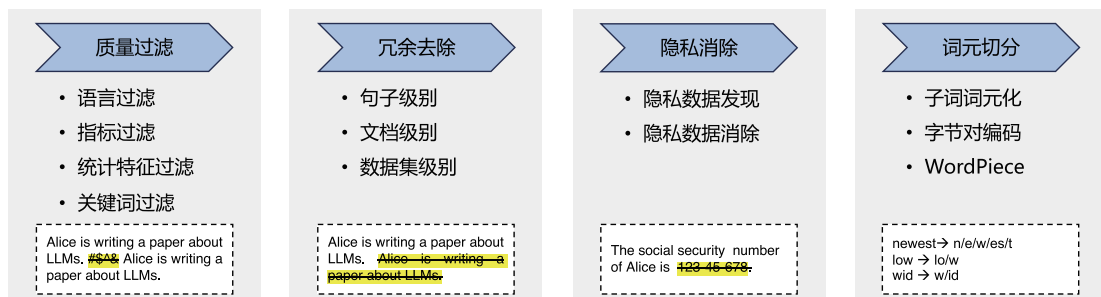 质量过滤
• 语言过滤
• 指标过滤
• 统计特征过滤
• 关键词过滤
Alice is writing a paper about
LLMs. #$^& Alice is writing a
paper about LLMs.
冗余去除
• 句子级别
• 文档级别
• 数据集级别
Alice is writing a paper about
LLMs. Alice is writing a
paper about LLMs.
隐私消除
• 隐私数据发现
• 隐私数据消除
The social security number
of Alice is 123-45-678.
词元切分
• 子词词元化
• 字节对编码
• WordPiece
newest→ n/e/w/es/t
low → lo/w
wid → w/id